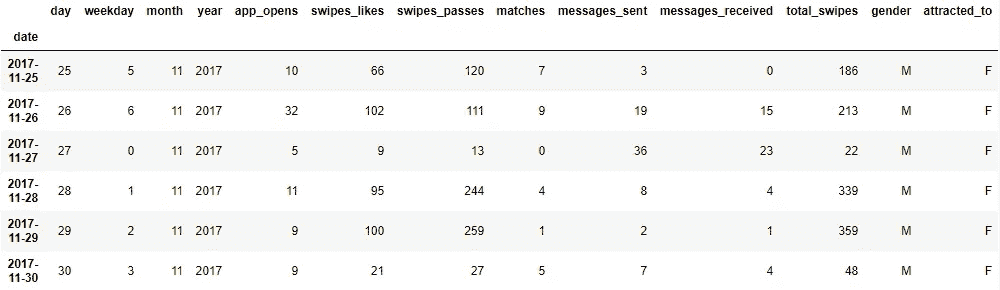 day weekday month year app_opens swipes_likes swipes_passes matches messages_sent messages_received total_swipes gender attracted_to
date
2017-11-25 25 5 11 2017 10 66 120 7 3 0 186 M F
2017-11-26 26 6 11 2017 32 102 111 9 19 15 213 M F
2017-11-27 27 0 11 2017 5 9 13 0 36 23 22 M F
2017-11-28 28 1 11 2017 11 95 244 4 8 4 339 M F
2017-11-29 29 2 11 2017 9 100 259 1 2 1 359 M F
2017-11-30 30 3 11 2017 9 21 27 5 7 4 48 M F